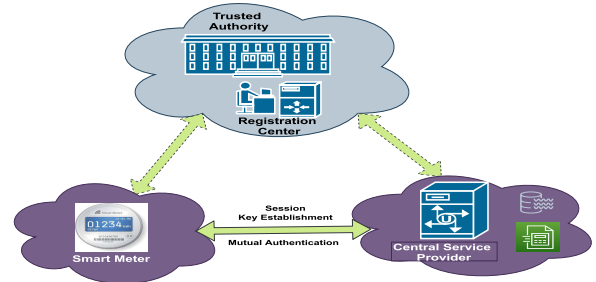 Trusted
Authority
Registration
Center
Session
Key Establishment
Mutual Authentication
01234
Smart Meter
U
Central Service
Provider